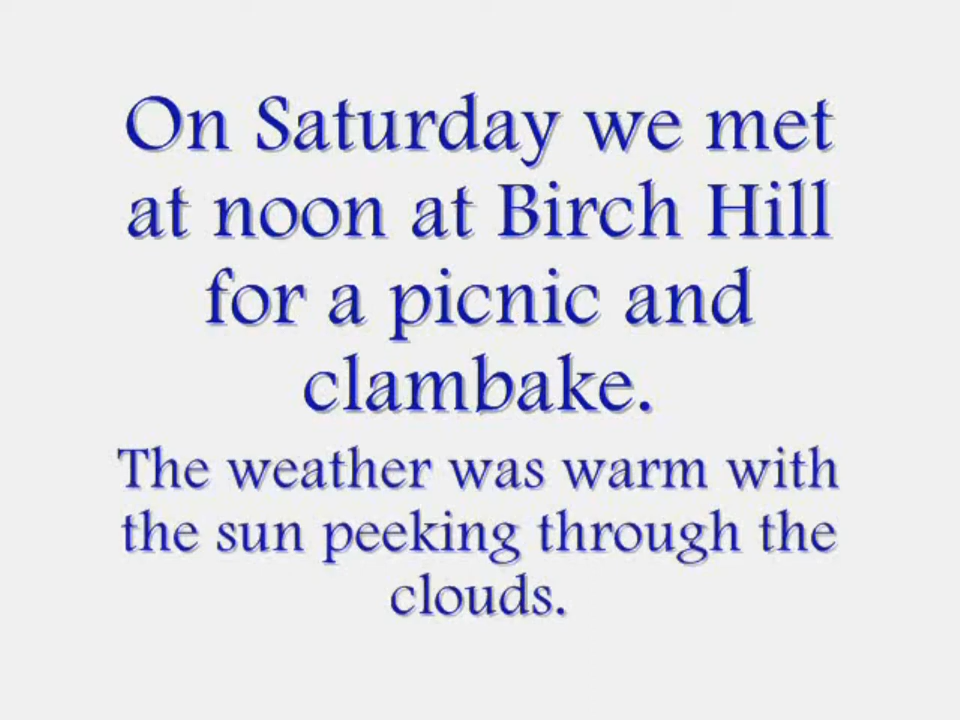 On Saturday we met
at noon at Birch Hill
for a picnic and
clambake.
The weather was warm with
the sun peeking through the
clouds.